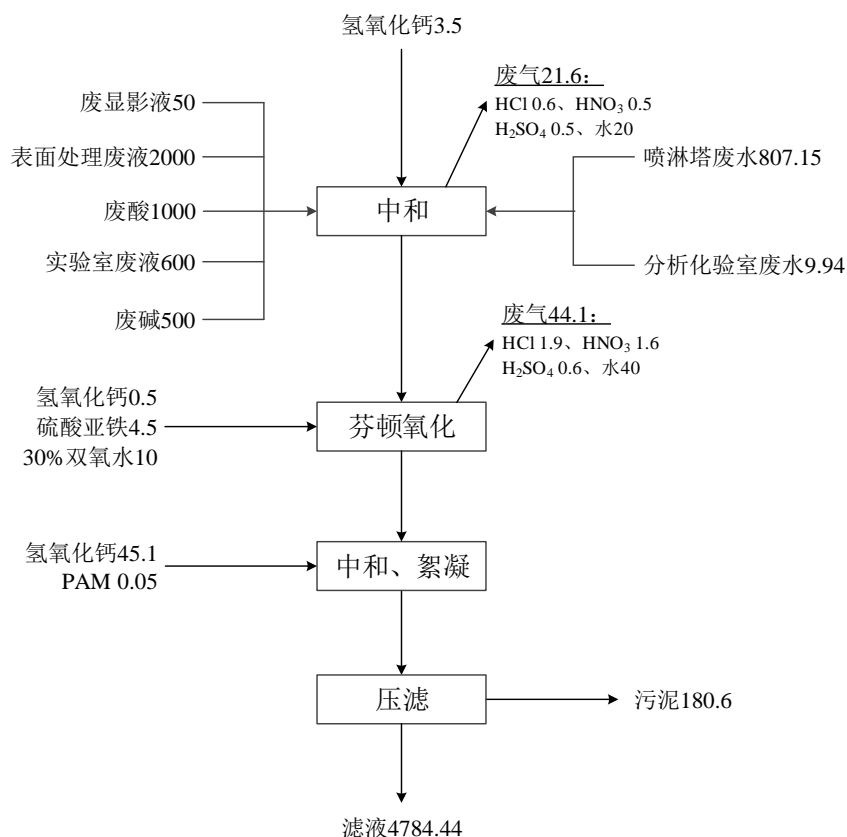 氢氧化钙3.5
废气21.6：
HCl 0.6、HNO₃ 0.5
H₂SO₄ 0.5、水20
废显影液50
表面处理废液2000
废酸1000
实验室废液600
废碱500
中和
喷淋塔废水807.15
分析化验室废水9.94
废气44.1：
HCl 1.9、HNO₃ 1.6
H₂SO₄ 0.6、水40
氢氧化钙0.5
硫酸亚铁4.5
30%双氧水10
芬顿氧化
氢氧化钙45.1
PAM 0.05
中和、絮凝
压滤
污泥180.6
滤液4784.44